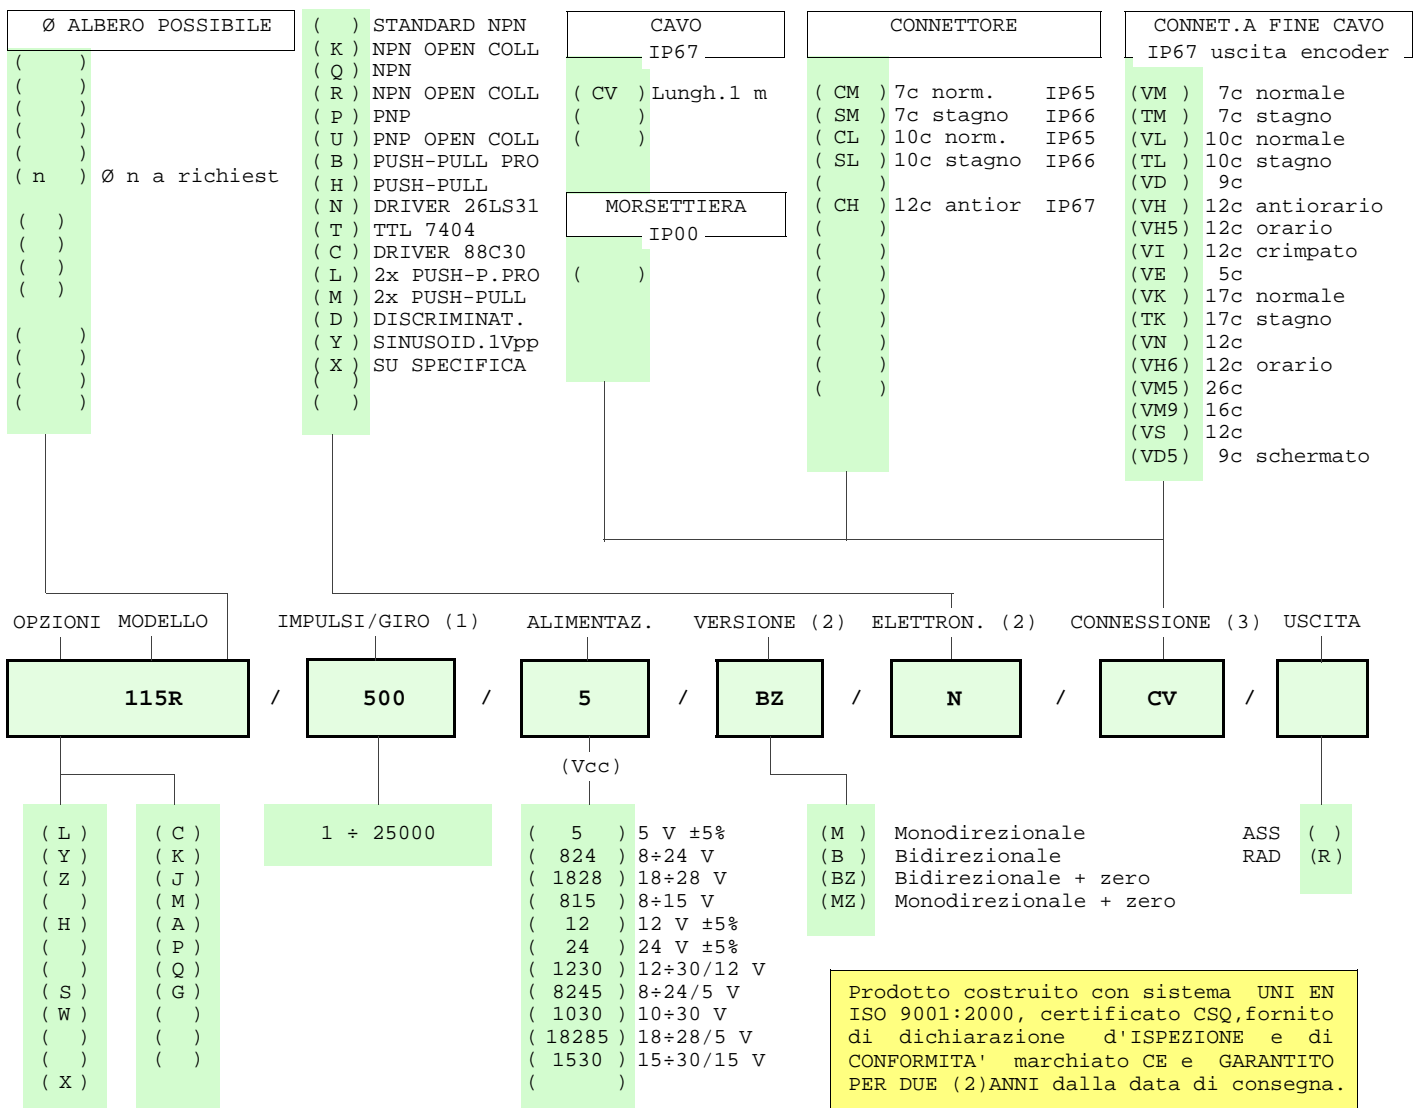 Ø ALBERO POSSIBILE
( )
( )
( )
( )
( )
( n ) Ø n a richiest
( )
( )
( )
( )
( )
( )
( )
( )
( ) STANDARD NPN
( K ) NPN OPEN COLL
( Q ) NPN
( R ) NPN OPEN COLL
( P ) PNP
( U ) PNP OPEN COLL
( B ) PUSH-PULL PRO
( H ) PUSH-PULL
( N ) DRIVER 26LS31
( T ) TTL 7404
( C ) DRIVER 88C30
( L ) 2x PUSH-P.PRO
( M ) 2x PUSH-PULL
( D ) DISCRIMINAT.
( Y ) SINUSOID.1Vpp
( X ) SU SPECIFICA
( )
( )
CAVO
IP67
( CV ) Lungh.1 m
( )
( )
MORSETTIERA
IP00
( )
CONNETTORE
( CM ) 7c norm. IP65
( SM ) 7c stagno IP66
( CL ) 10c norm. IP65
( SL ) 10c stagno IP66
( )
( CH ) 12c antior IP67
( )
( )
( )
( )
( )
( )
( )
( )
CONNET.A FINE CAVO
IP67 uscita encoder
(VM ) 7c normale
(TM ) 7c stagno
(VL ) 10c normale
(TL ) 10c stagno
(VD ) 9c
(VH ) 12c antiorario
(VH5) 12c orario
(VI ) 12c crimpato
(VE ) 5c
(VK ) 17c normale
(TK ) 17c stagno
(VN ) 12c
(VH6) 12c orario
(VM5) 26c
(VM9) 16c
(VS ) 12c
(VD5) 9c schermato
OPZIONI MODELLO IMPULSI/GIRO (1) ALIMENTAZ. VERSIONE (2) ELETTRON. (2) CONNESSIONE (3) USCITA
115R / 500 / 5 / BZ / N / CV /
(Vcc)
( L )
( Y )
( Z )
( )
( H )
( )
( )
( S )
( W )
( )
( )
( X )
( C )
( K )
( J )
( M )
( A )
( P )
( Q )
( G )
( )
( )
( )
1 ÷ 25000
( 5 ) 5 V ±5%
( 824 ) 8÷24 V
( 1828 ) 18÷28 V
( 815 ) 8÷15 V
( 12 ) 12 V ±5%
( 24 ) 24 V ±5%
( 1230 ) 12÷30/12 V
( 8245 ) 8÷24/5 V
( 1030 ) 10÷30 V
( 18285 ) 18÷28/5 V
( 1530 ) 15÷30/15 V
( )
(M ) Monodirezionale
(B ) Bidirezionale
(BZ) Bidirezionale + zero
(MZ) Monodirezionale + zero
ASS ( )
RAD (R)
Prodotto costruito con sistema UNI EN
ISO 9001:2000, certificato CSQ,fornito
di dichiarazione d'ISPEZIONE e di
CONFORMITA' marchiato CE e GARANTITO
PER DUE (2)ANNI dalla data di consegna.